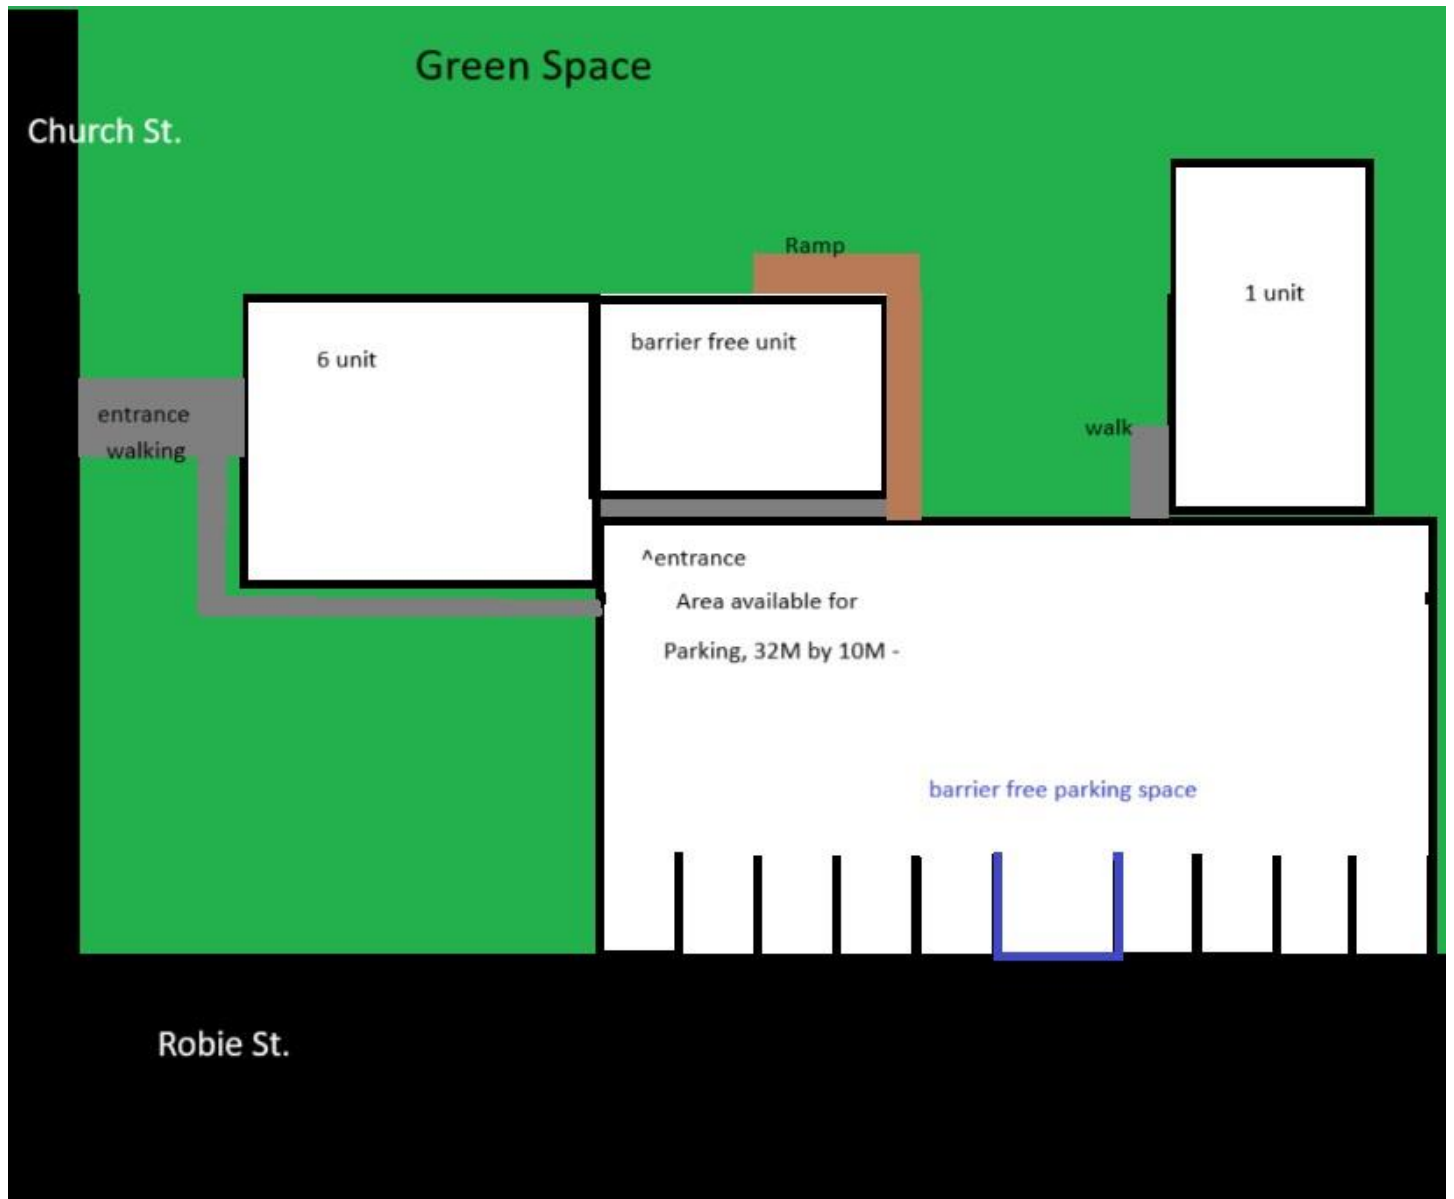 Green Space
Church St.
Ramp
1 unit
barrier free unit
6 unit
entrance
walking
walk
^entrance
Area available for
Parking, 32M by 10M -
barrier free parking space
Robie St.